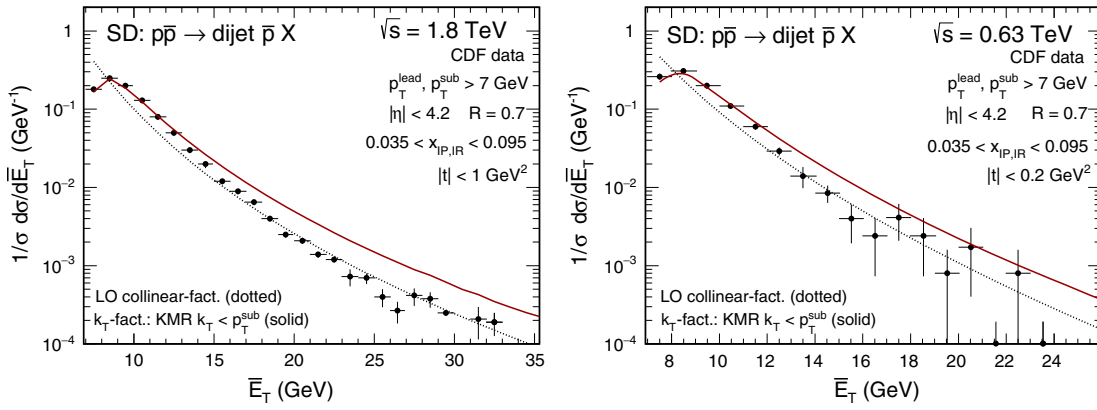 SD: pp̄ → dijet p̄ X
√s = 1.8 TeV
CDF data
p_T^lead, p_T^sub > 7 GeV
|η| < 4.2 R = 0.7
0.035 < x_IP,IR < 0.095
|t| < 1 GeV²
LO collinear-fact. (dotted)
k_T-fact.: KMR k_T < p_T^sub (solid)
1/σ dσ/dE̅_T (GeV⁻¹)
1
10⁻¹
10⁻²
10⁻³
10⁻⁴
10 15 20 25 30 35
E̅_T (GeV)
SD: pp̄ → dijet p̄ X
√s = 0.63 TeV
CDF data
p_T^lead, p_T^sub > 7 GeV
|η| < 4.2 R = 0.7
0.035 < x_IP,IR < 0.095
|t| < 0.2 GeV²
LO collinear-fact. (dotted)
k_T-fact.: KMR k_T < p_T^sub (solid)
1/σ dσ/dE̅_T (GeV⁻¹)
1
10⁻¹
10⁻²
10⁻³
10⁻⁴
8 10 12 14 16 18 20 22 24
E̅_T (GeV)